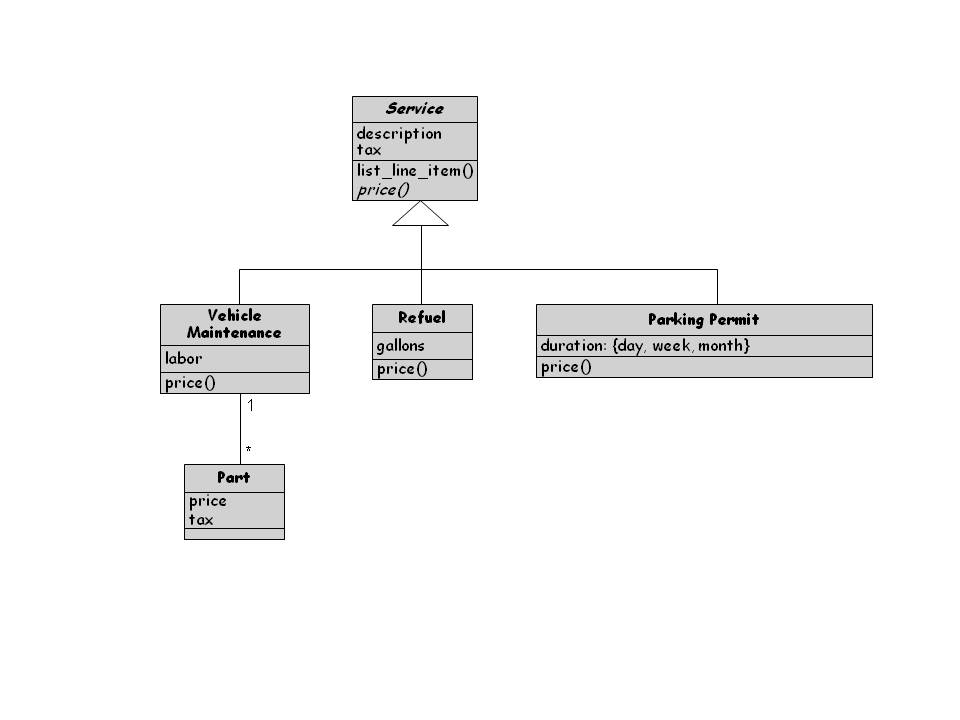 Service
description
tax
list_line_item()
price()
Vehicle
Maintenance
labor
price()
Refuel
gallons
price()
Parking Permit
duration: {day, week, month}
price()
1
*
Part
price
tax